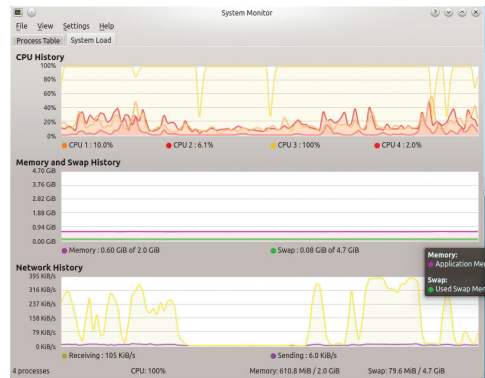 System Monitor
File View Settings Help
Process Table System Load
CPU History
100%
80%
60%
40%
20%
0%
CPU 1 : 10.0% CPU 2 : 6.1% CPU 3 : 100% CPU 4 : 2.0%
Memory and Swap History
4.70 GiB
3.76 GiB
2.82 GiB
1.88 GiB
0.94 GiB
0.00 GiB
Memory : 0.60 GiB of 2.0 GiB Swap : 0.08 GiB of 4.7 GiB
Memory:
Application Mem
Swap:
Used Swap Mem
Network History
395 KiB/s
316 KiB/s
237 KiB/s
158 KiB/s
79 KiB/s
0 KiB/s
Receiving : 105 KiB/s Sending : 6.0 KiB/s
4 processes CPU: 100% Memory: 610.8 MiB / 2.0 GiB Swap: 79.6 MiB / 4.7 GiB